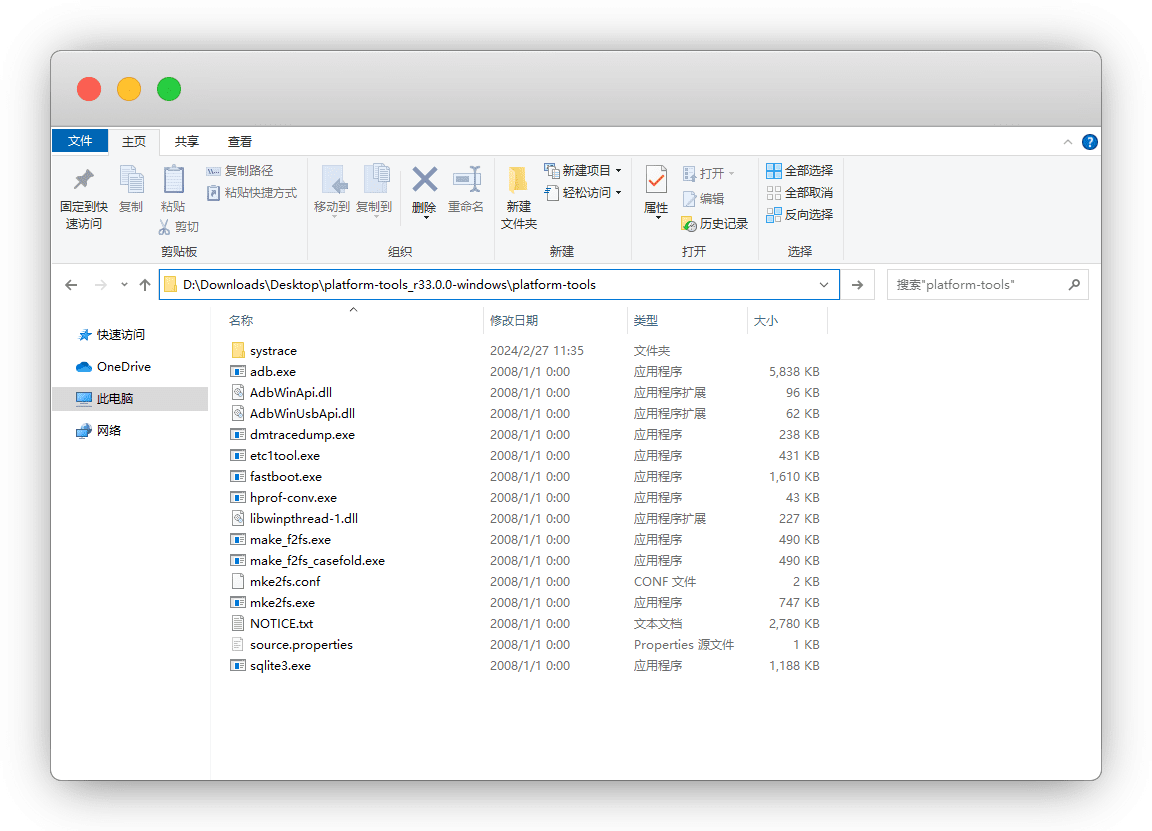 文件 主页 共享 查看
固定到快速访问
复制
粘贴
复制路径
粘贴快捷方式
剪切
剪贴板
移动到
复制到
删除
重命名
组织
新建文件夹
新建项目
轻松访问
新建
属性
打开
编辑
历史记录
打开
全部选择
全部取消
反向选择
选择
D:\Downloads\Desktop\platform-tools_r33.0.0-windows\platform-tools
搜索"platform-tools"
快速访问
OneDrive
此电脑
网络
名称 修改日期 类型 大小
systrace 2024/2/27 11:35 文件夹
adb.exe 2008/1/1 0:00 应用程序 5,838 KB
AdbWinApi.dll 2008/1/1 0:00 应用程序扩展 96 KB
AdbWinUsbApi.dll 2008/1/1 0:00 应用程序扩展 62 KB
dmtracedump.exe 2008/1/1 0:00 应用程序 238 KB
etc1tool.exe 2008/1/1 0:00 应用程序 431 KB
fastboot.exe 2008/1/1 0:00 应用程序 1,610 KB
hprof-conv.exe 2008/1/1 0:00 应用程序 43 KB
libwinpthread-1.dll 2008/1/1 0:00 应用程序扩展 227 KB
make_f2fs.exe 2008/1/1 0:00 应用程序 490 KB
make_f2fs_casefold.exe 2008/1/1 0:00 应用程序 490 KB
mke2fs.conf 2008/1/1 0:00 CONF 文件 2 KB
mke2fs.exe 2008/1/1 0:00 应用程序 747 KB
NOTICE.txt 2008/1/1 0:00 文本文档 2,780 KB
source.properties 2008/1/1 0:00 Properties 源文件 1 KB
sqlite3.exe 2008/1/1 0:00 应用程序 1,188 KB